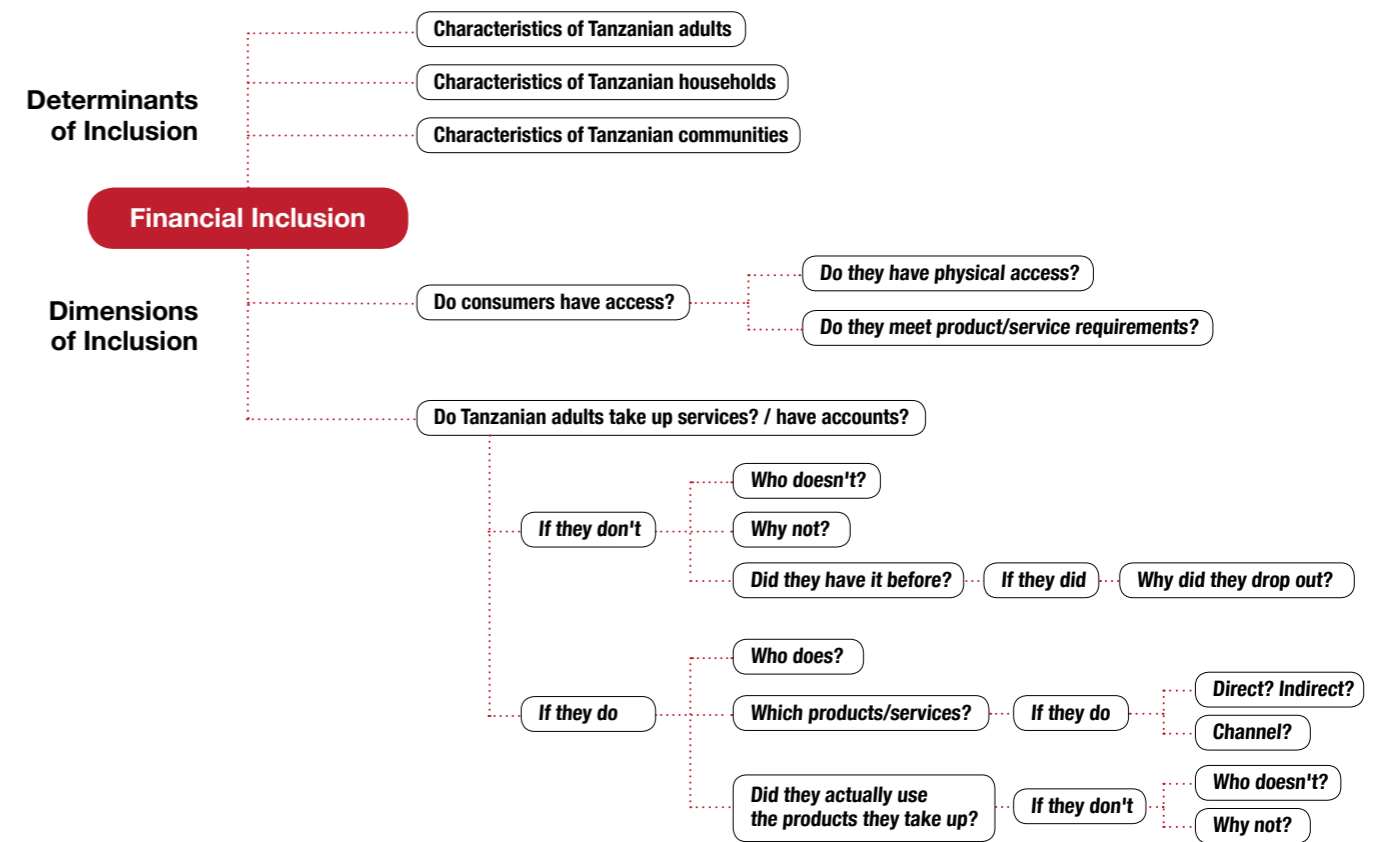 Determinants
of Inclusion
Characteristics of Tanzanian adults
Characteristics of Tanzanian households
Characteristics of Tanzanian communities
Financial Inclusion
Dimensions
of Inclusion
Do consumers have access?
Do they have physical access?
Do they meet product/service requirements?
Do Tanzanian adults take up services? / have accounts?
If they don't
Who doesn't?
Why not?
Did they have it before?
If they did
Why did they drop out?
If they do
Who does?
Which products/services?
If they do
Direct? Indirect?
Channel?
Did they actually use
the products they take up?
If they don't
Who doesn't?
Why not?